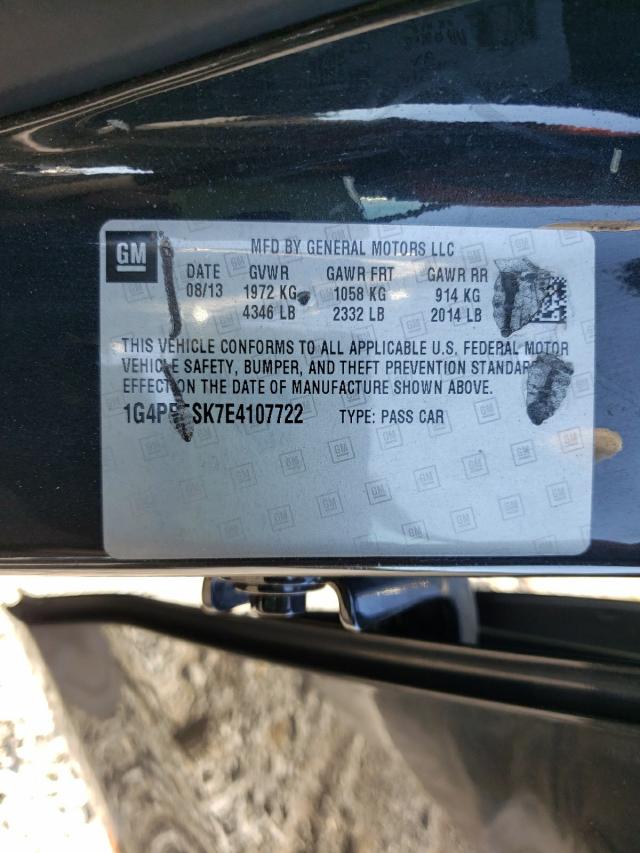 GM
MFD BY GENERAL MOTORS LLC
DATE GVWR GAWR FRT GAWR RR
08/13 1972 KG 1058 KG 914 KG
4346 LB 2332 LB 2014 LB
THIS VEHICLE CONFORMS TO ALL APPLICABLE U.S. FEDERAL MOTOR
VEHICLE SAFETY, BUMPER, AND THEFT PREVENTION
EFFECT ON THE DATE OF MANUFACTURE SHOWN ABOVE.
TYPE: PASS CAR